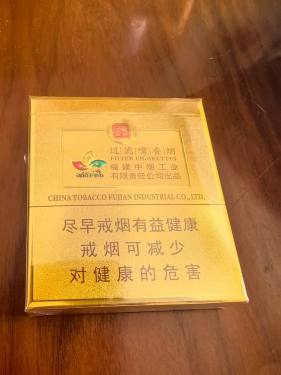 过滤嘴香烟
FILTER CIGARETTES
福建中烟工业
有限责任公司出品
CHINA TOBACCO FUJIAN INDUSTRIAL CO., LTD.
尽早戒烟有益健康
戒烟可减少
对健康的危害